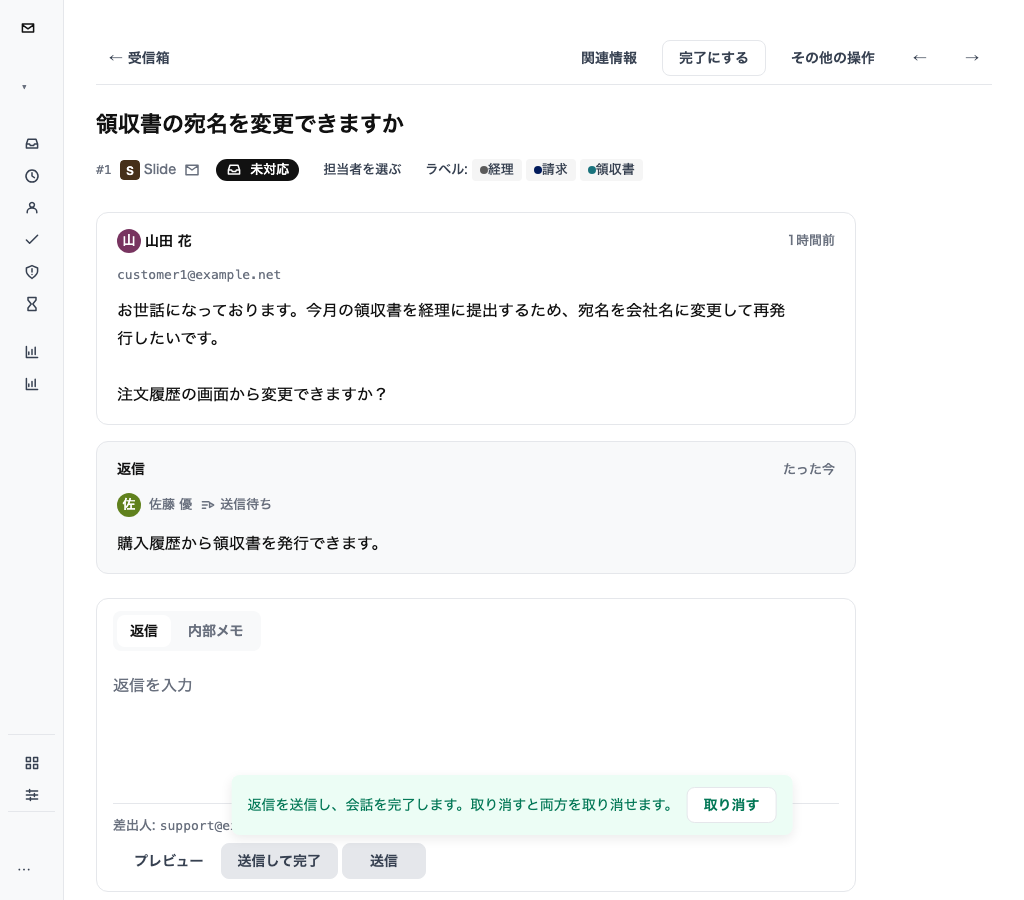 ← 受信箱
関連情報
完了にする
その他の操作
←
→
領収書の宛名を変更できますか
#1 S Slide 未対応 担当者を選ぶ ラベル: 経理 請求 領収書
山 山田 花
1時間前
customer1@example.net
お世話になっております。今月の領収書を経理に提出するため、宛名を会社名に変更して再発
行したいです。
注文履歴の画面から変更できますか？
返信
たった今
佐 佐藤 優 送信待ち
購入履歴から領収書を発行できます。
返信
内部メモ
返信を入力
返信を送信し、会話を完了します。取り消すと両方を取り消せます。
取り消す
差出人: support@e
プレビュー
送信して完了
送信